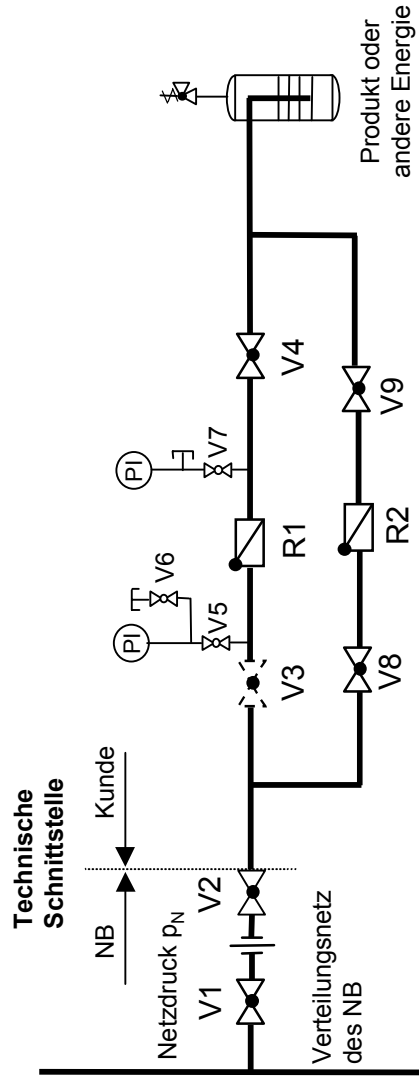 Technische
Schnittstelle
NB
Kunde
Netzdruck pN
V1
V2
Verteilungsnetz
des NB
V3
PI
V5
V6
R1
PI
V7
V4
V8
R2
V9
Produkt oder
andere Energie